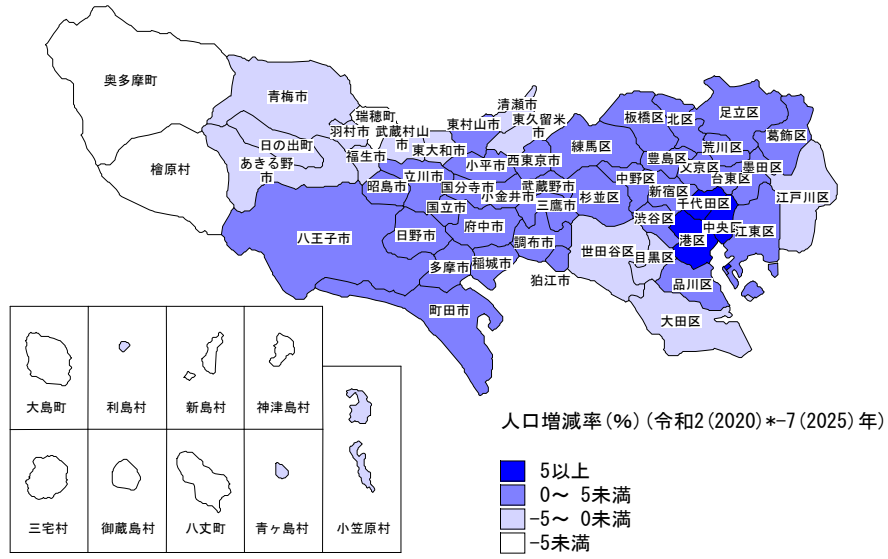 奥多摩町
青梅市
檜原村
日の出町
あきる野
市
瑞穂町
羽村市
武蔵村山
市
福生市
東大和市
東村山市
清瀬市
東久留米
市
昭島市
立川市
小平市
西東京市
国分寺市
小金井市
武蔵野市
三鷹市
国立市
府中市
調布市
狛江市
八王子市
日野市
多摩市
稲城市
町田市
練馬区
板橋区
北区
足立区
葛飾区
荒川区
豊島区
文京区
台東区
墨田区
中野区
新宿区
杉並区
千代田区
中央区
江東区
江戸川区
渋谷区
港区
世田谷区
目黒区
品川区
大田区
大島町
利島村
新島村
神津島村
三宅村
御蔵島村
八丈町
青ヶ島村
小笠原村
人口増減率(%)(令和2(2020)*-7(2025)年)
5以上
0～ 5未満
-5～ 0未満
-5未満